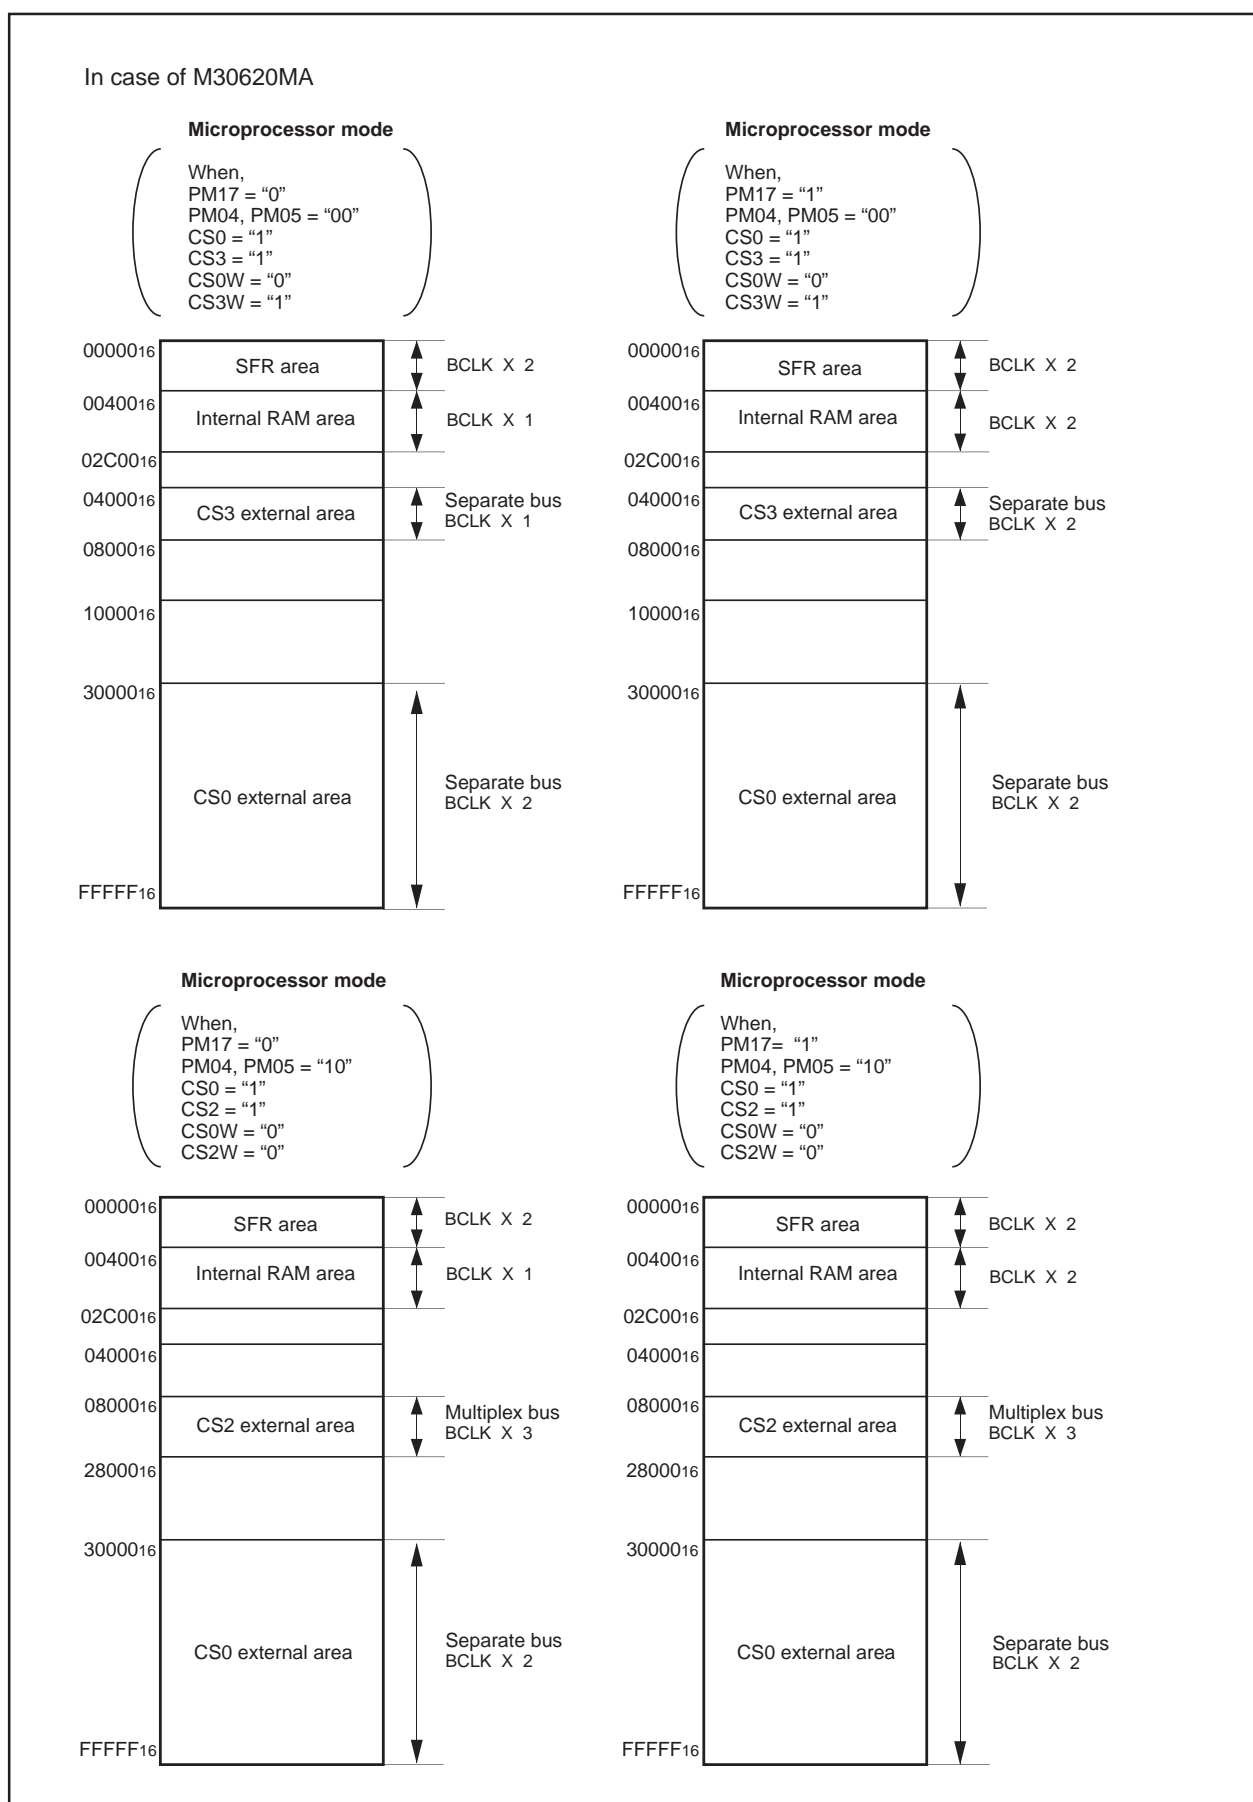 In case of M30620MA
Microprocessor mode
When,
PM17 = “0”
PM04, PM05 = “00”
CS0 = “1”
CS3 = “1”
CS0W = “0”
CS3W = “1”
0000016
SFR area
BCLK X 2
0040016
Internal RAM area
BCLK X 1
02C0016
0400016
CS3 external area
Separate bus
BCLK X 1
0800016
1000016
3000016
CS0 external area
Separate bus
BCLK X 2
FFFFF16
Microprocessor mode
When,
PM17 = “1”
PM04, PM05 = “00”
CS0 = “1”
CS3 = “1”
CS0W = “0”
CS3W = “1”
0000016
SFR area
BCLK X 2
0040016
Internal RAM area
BCLK X 2
02C0016
0400016
CS3 external area
Separate bus
BCLK X 2
0800016
1000016
3000016
CS0 external area
Separate bus
BCLK X 2
FFFFF16
Microprocessor mode
When,
PM17 = “0”
PM04, PM05 = “10”
CS0 = “1”
CS2 = “1”
CS0W = “0”
CS2W = “0”
0000016
SFR area
BCLK X 2
0040016
Internal RAM area
BCLK X 1
02C0016
0400016
0800016
CS2 external area
Multiplex bus
BCLK X 3
2800016
3000016
CS0 external area
Separate bus
BCLK X 2
FFFFF16
Microprocessor mode
When,
PM17= “1”
PM04, PM05 = “10”
CS0 = “1”
CS2 = “1”
CS0W = “0”
CS2W = “0”
0000016
SFR area
BCLK X 2
0040016
Internal RAM area
BCLK X 2
02C0016
0400016
0800016
CS2 external area
Multiplex bus
BCLK X 3
2800016
3000016
CS0 external area
Separate bus
BCLK X 2
FFFFF16